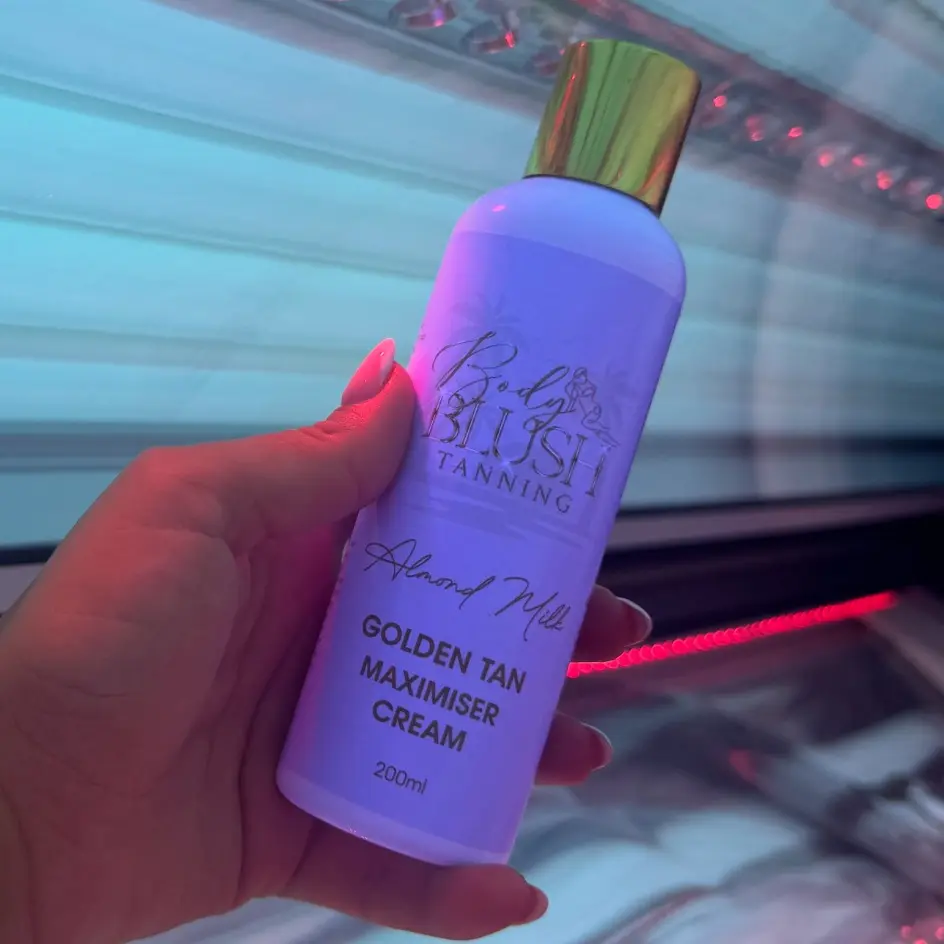 Body
BLUSH
TANNING
Almond Milk
GOLDEN TAN
MAXIMISER
CREAM
200ml